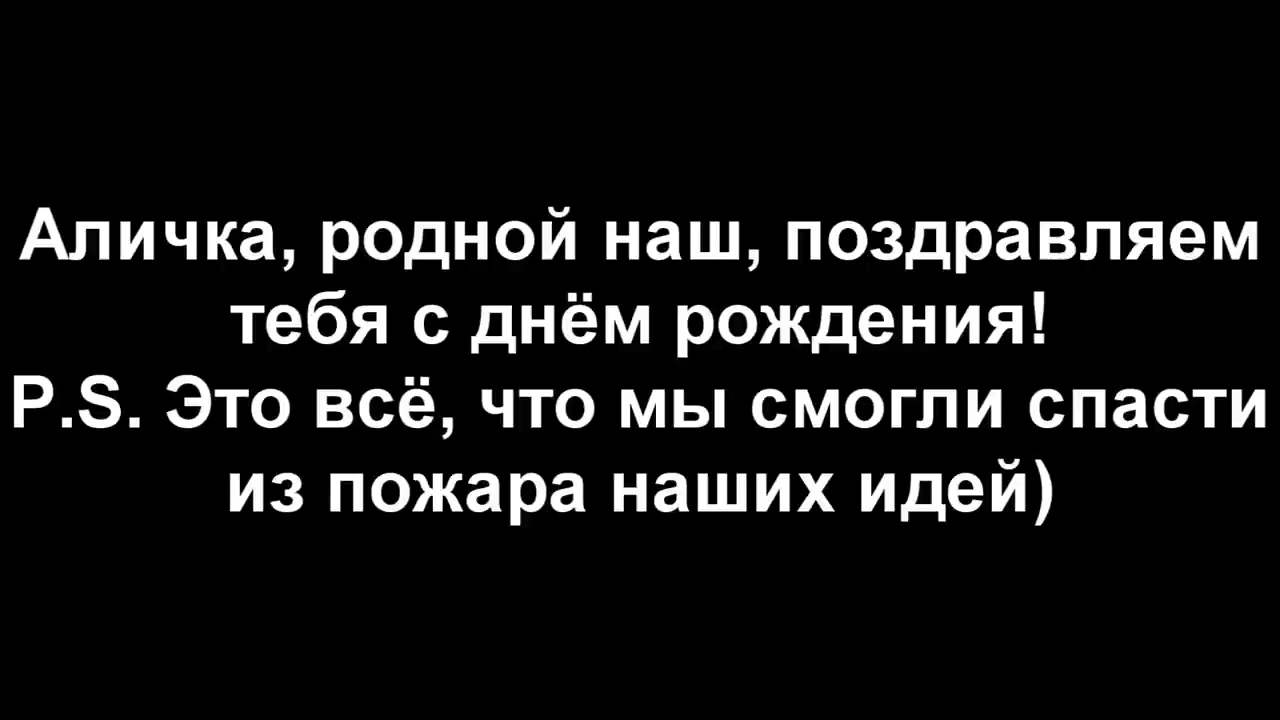 Аличка, родной наш, поздравляем
тебя с днём рождения!
P.S. Это всё, что мы смогли спасти
из пожара наших идей)